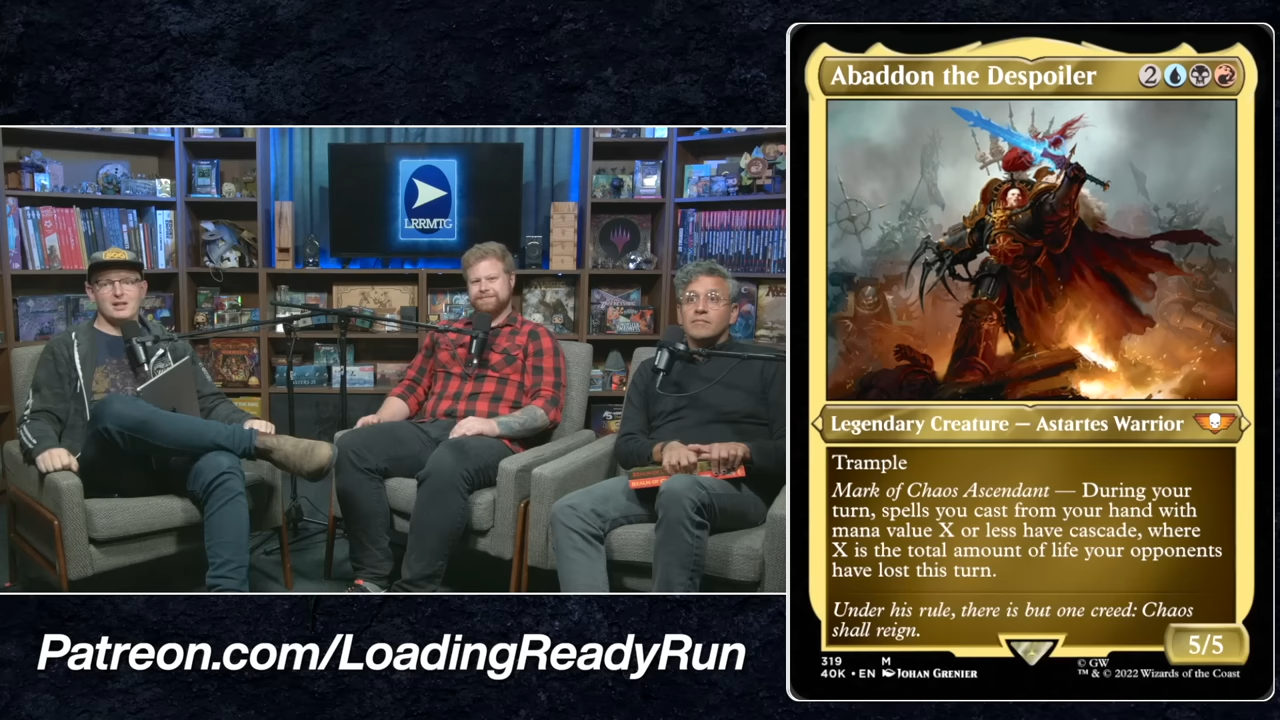 LRRMTG
Patreon.com/LoadingReadyRun
Abaddon the Despoiler 2
Legendary Creature — Astartes Warrior
Trample
Mark of Chaos Ascendant — During your
turn, spells you cast from your hand with
mana value X or less have cascade, where
X is the total amount of life your opponents
have lost this turn.
Under his rule, there is but one creed: Chaos
shall reign.
5/5
319 M
40K • EN JOHAN GRENIER
© GW
™ & © 2022 Wizards of the Coast